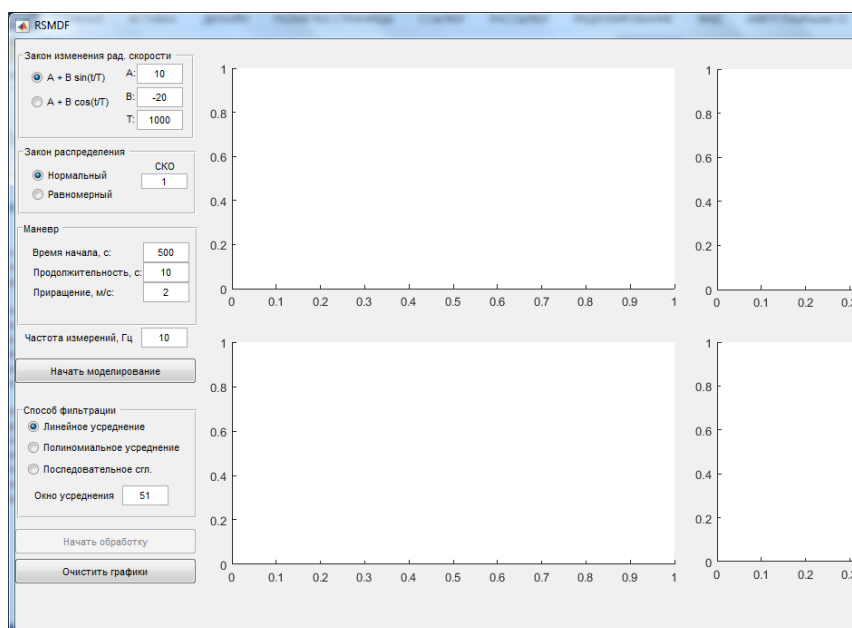 RSMDF
Закон изменения рад. скорости
A + B sin(t/T)
A:
10
A + B cos(t/T)
B:
-20
T:
1000
Закон распределения
СКО
Нормальный
1
Равномерный
Маневр
Время начала, с:
500
Продолжительность, с:
10
Приращение, м/с:
2
Частота измерений, Гц
10
Начать моделирование
Способ фильтрации
Линейное усреднение
Полиномиальное усреднение
Последовательное сгл.
Окно усреднения
51
Начать обработку
Очистить графики
1
0.8
0.6
0.4
0.2
0
0 0.1 0.2 0.3 0.4 0.5 0.6 0.7 0.8 0.9 1
1
0.8
0.6
0.4
0.2
0
0 0.1 0.2
1
0.8
0.6
0.4
0.2
0
0 0.1 0.2 0.3 0.4 0.5 0.6 0.7 0.8 0.9 1
1
0.8
0.6
0.4
0.2
0
0 0.1 0.2